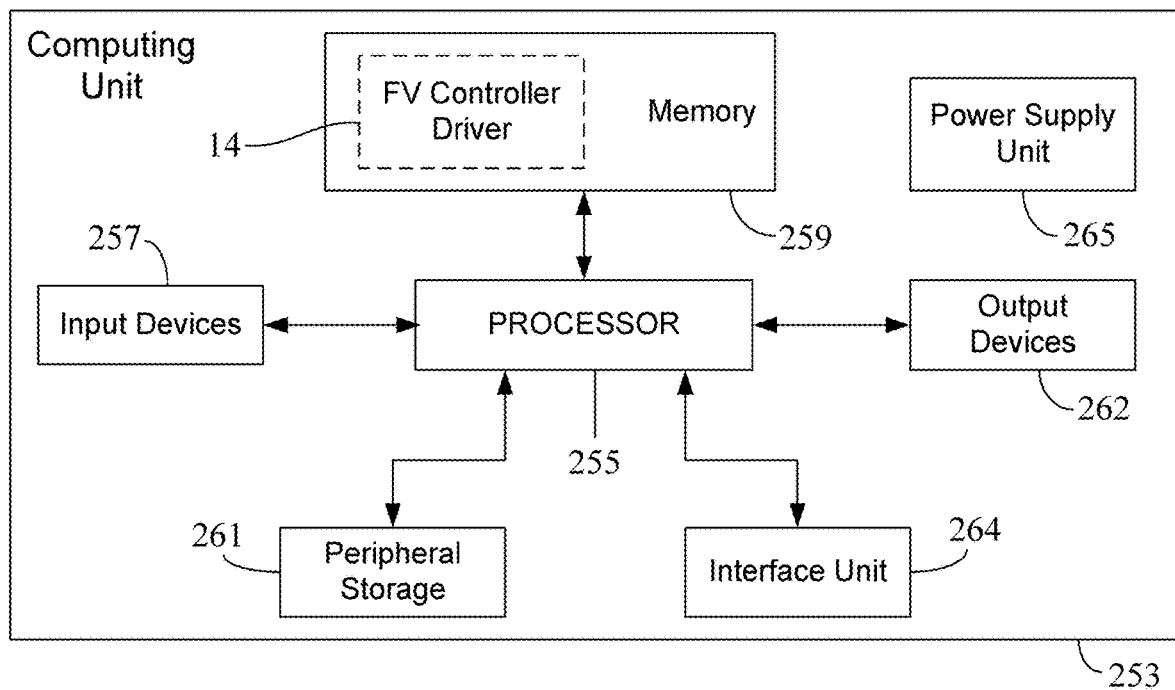 Computing
Unit
FV Controller
Driver
Memory
Power Supply
Unit
14
259
265
257
Input Devices
PROCESSOR
Output
Devices
262
255
261
Peripheral
Storage
Interface Unit
264
253